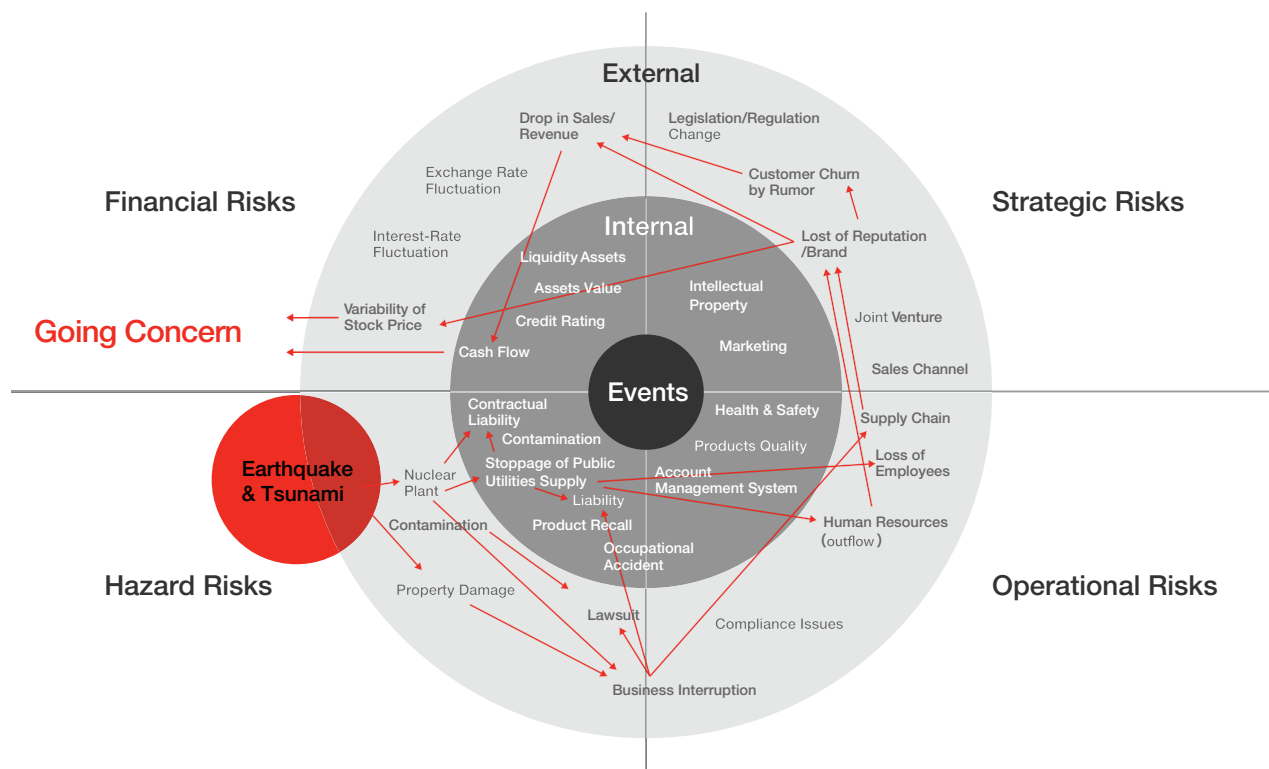 External
Drop in Sales/
Revenue
Legislation/Regulation
Change
Exchange Rate
Fluctuation
Customer Churn
by Rumor
Financial Risks
Strategic Risks
Internal
Interest-Rate
Fluctuation
Lost of Reputation
/Brand
Liquidity Assets
Assets Value
Intellectual
Property
Variability of
Stock Price
Credit Rating
Joint Venture
Going Concern
Cash Flow
Marketing
Sales Channel
Events
Contractual
Liability
Health & Safety
Supply Chain
Contamination
Products Quality
Earthquake
& Tsunami
Nuclear
Plant
Stoppage of Public
Utilities Supply
Account
Management System
Loss of
Employees
Liability
Contamination
Product Recall
Human Resources
(outflow)
Occupational
Accident
Hazard Risks
Property Damage
Operational Risks
Lawsuit
Compliance Issues
Business Interruption